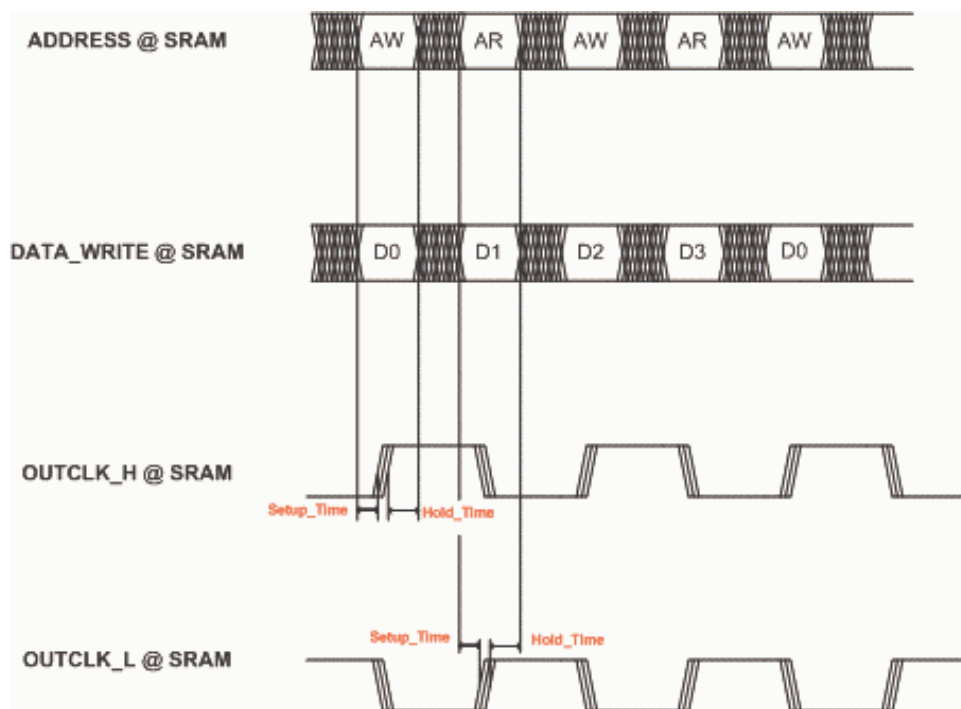 ADDRESS @ SRAM AW AR AW AR AW
DATA_WRITE @ SRAM D0 D1 D2 D3 D0
OUTCLK_H @ SRAM
Setup_Time Hold_Time
Setup_Time Hold_Time
OUTCLK_L @ SRAM